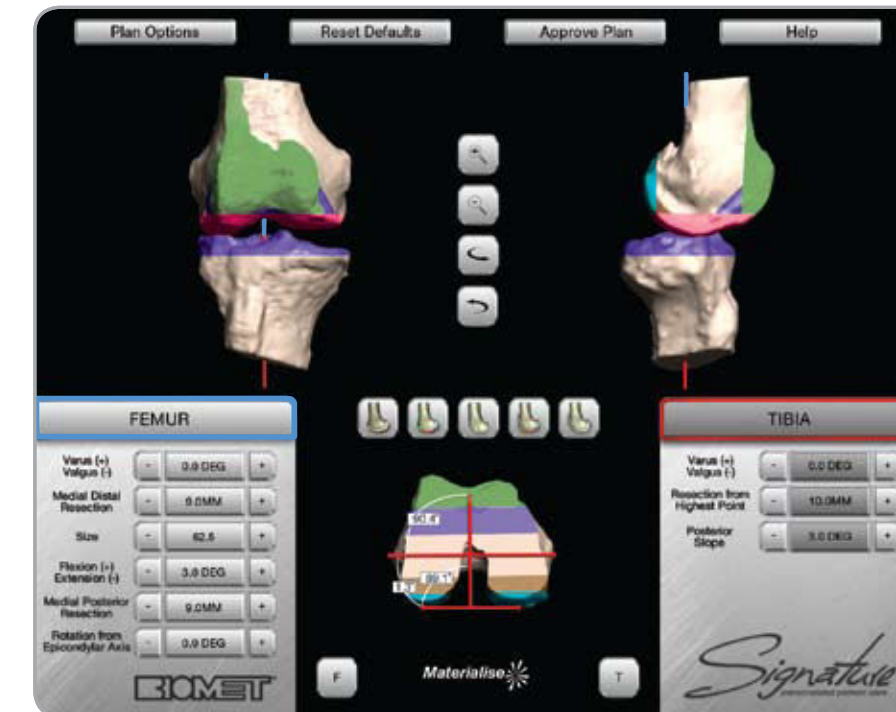 Plan Options
Reset Defaults
Approve Plan
Help
FEMUR
Varus (+)
Valgus (-)
- 0.0 DEG +
Medial Distal
Resection
- 9.0MM +
Size
- 62.5 +
Flexion (+)
Extension (-)
- 3.0 DEG +
Medial Posterior
Resection
- 9.0MM +
Rotation from
Epicondylar Axis
- 0.0 DEG +
BIOMET
90.4°
89.1°
F
Materialise
T
TIBIA
Varus (+)
Valgus (-)
- 0.0 DEG +
Resection from
Highest Point
- 10.0MM +
Posterior
Slope
- 3.0 DEG +
Signature